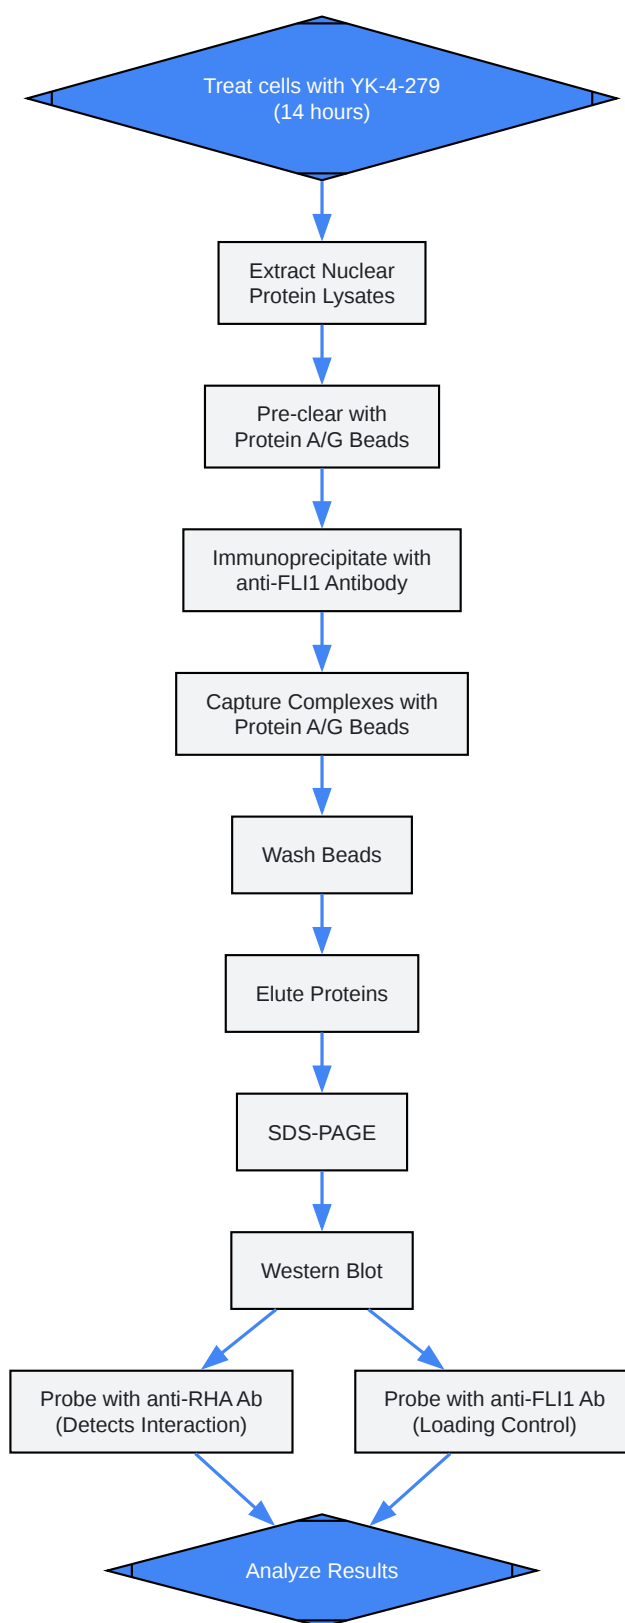 Treat cells with YK-4-279
(14 hours)
Extract Nuclear
Protein Lysates
Pre-clear with
Protein A/G Beads
Immunoprecipitate with
anti-FLI1 Antibody
Capture Complexes with
Protein A/G Beads
Wash Beads
Elute Proteins
SDS-PAGE
Western Blot
Probe with anti-RHA Ab
(Detects Interaction)
Probe with anti-FLI1 Ab
(Loading Control)
Analyze Results